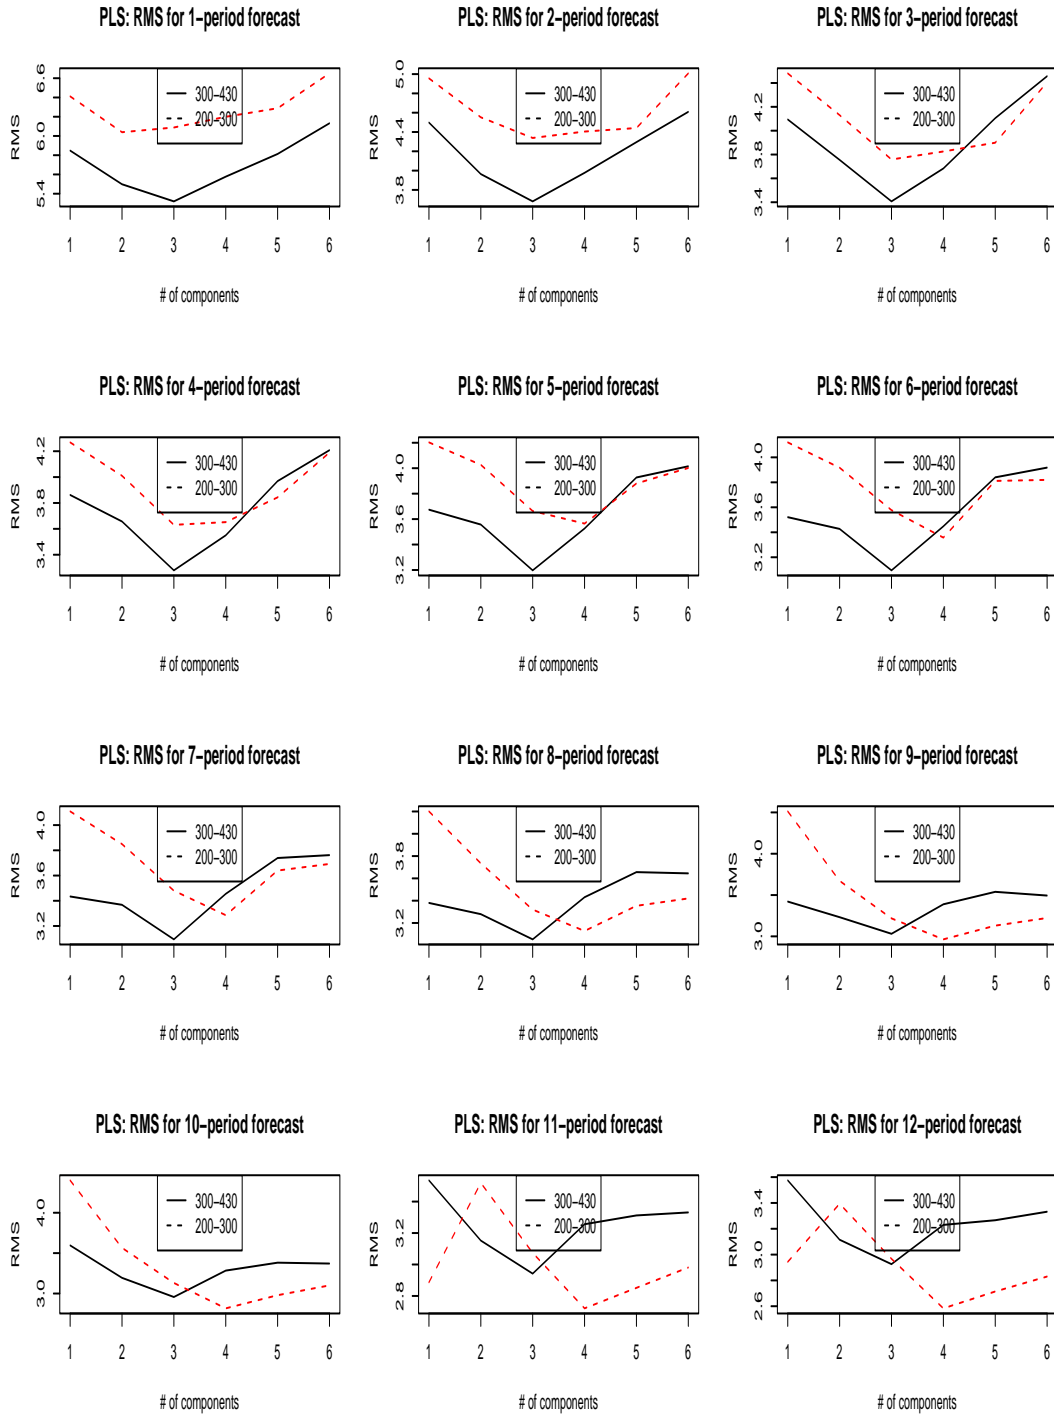 PLS: RMS for 1−period forecast
RMS
5.4 6.0 6.6
300−430
200−300
1 2 3 4 5 6
# of components
PLS: RMS for 2−period forecast
RMS
3.8 4.4 5.0
300−430
200−300
1 2 3 4 5 6
# of components
PLS: RMS for 3−period forecast
RMS
3.4 3.8 4.2
300−430
200−300
1 2 3 4 5 6
# of components
PLS: RMS for 4−period forecast
RMS
3.4 3.8 4.2
300−430
200−300
1 2 3 4 5 6
# of components
PLS: RMS for 5−period forecast
RMS
3.2 3.6 4.0
300−430
200−300
1 2 3 4 5 6
# of components
PLS: RMS for 6−period forecast
RMS
3.2 3.6 4.0
300−430
200−300
1 2 3 4 5 6
# of components
PLS: RMS for 7−period forecast
RMS
3.2 3.6 4.0
300−430
200−300
1 2 3 4 5 6
# of components
PLS: RMS for 8−period forecast
RMS
3.2 3.8
300−430
200−300
1 2 3 4 5 6
# of components
PLS: RMS for 9−period forecast
RMS
3.0 4.0
300−430
200−300
1 2 3 4 5 6
# of components
PLS: RMS for 10−period forecast
RMS
3.0 4.0
300−430
200−300
1 2 3 4 5 6
# of components
PLS: RMS for 11−period forecast
RMS
2.8 3.2
300−430
200−300
1 2 3 4 5 6
# of components
PLS: RMS for 12−period forecast
RMS
2.6 3.0 3.4
300−430
200−300
1 2 3 4 5 6
# of components